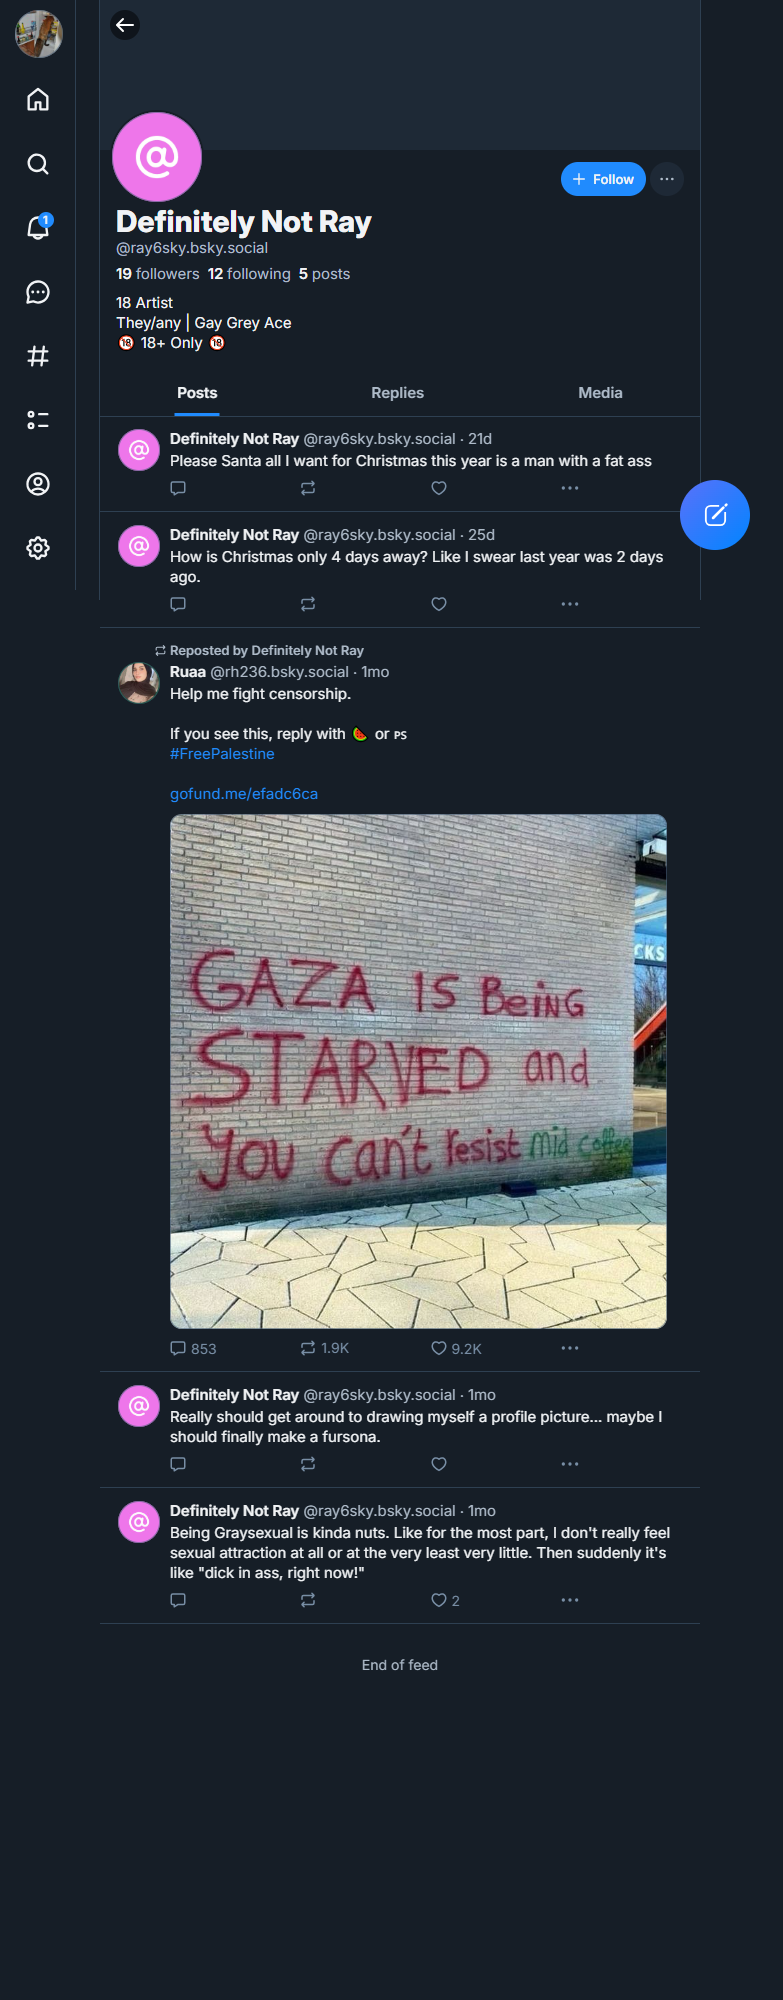 1
Follow
Definitely Not Ray
@ray6sky.bsky.social
19 followers 12 following 5 posts
18 Artist
They/any | Gay Grey Ace
🔞 18+ Only 🔞
Posts Replies Media
Definitely Not Ray @ray6sky.bsky.social · 21d
Please Santa all I want for Christmas this year is a man with a fat ass
Definitely Not Ray @ray6sky.bsky.social · 25d
How is Christmas only 4 days away? Like I swear last year was 2 days
ago.
Reposted by Definitely Not Ray
Ruaa @rh236.bsky.social · 1mo
Help me fight censorship.
If you see this, reply with 🍉 or 🇵🇸
#FreePalestine
gofund.me/efadc6ca
CKS
GAZA IS BeiNG
STARVED and
You can't resist mid coffee
853 1.9K 9.2K
Definitely Not Ray @ray6sky.bsky.social · 1mo
Really should get around to drawing myself a profile picture... maybe I
should finally make a fursona.
Definitely Not Ray @ray6sky.bsky.social · 1mo
Being Graysexual is kinda nuts. Like for the most part, I don't really feel
sexual attraction at all or at the very least very little. Then suddenly it's
like "dick in ass, right now!"
2
End of feed